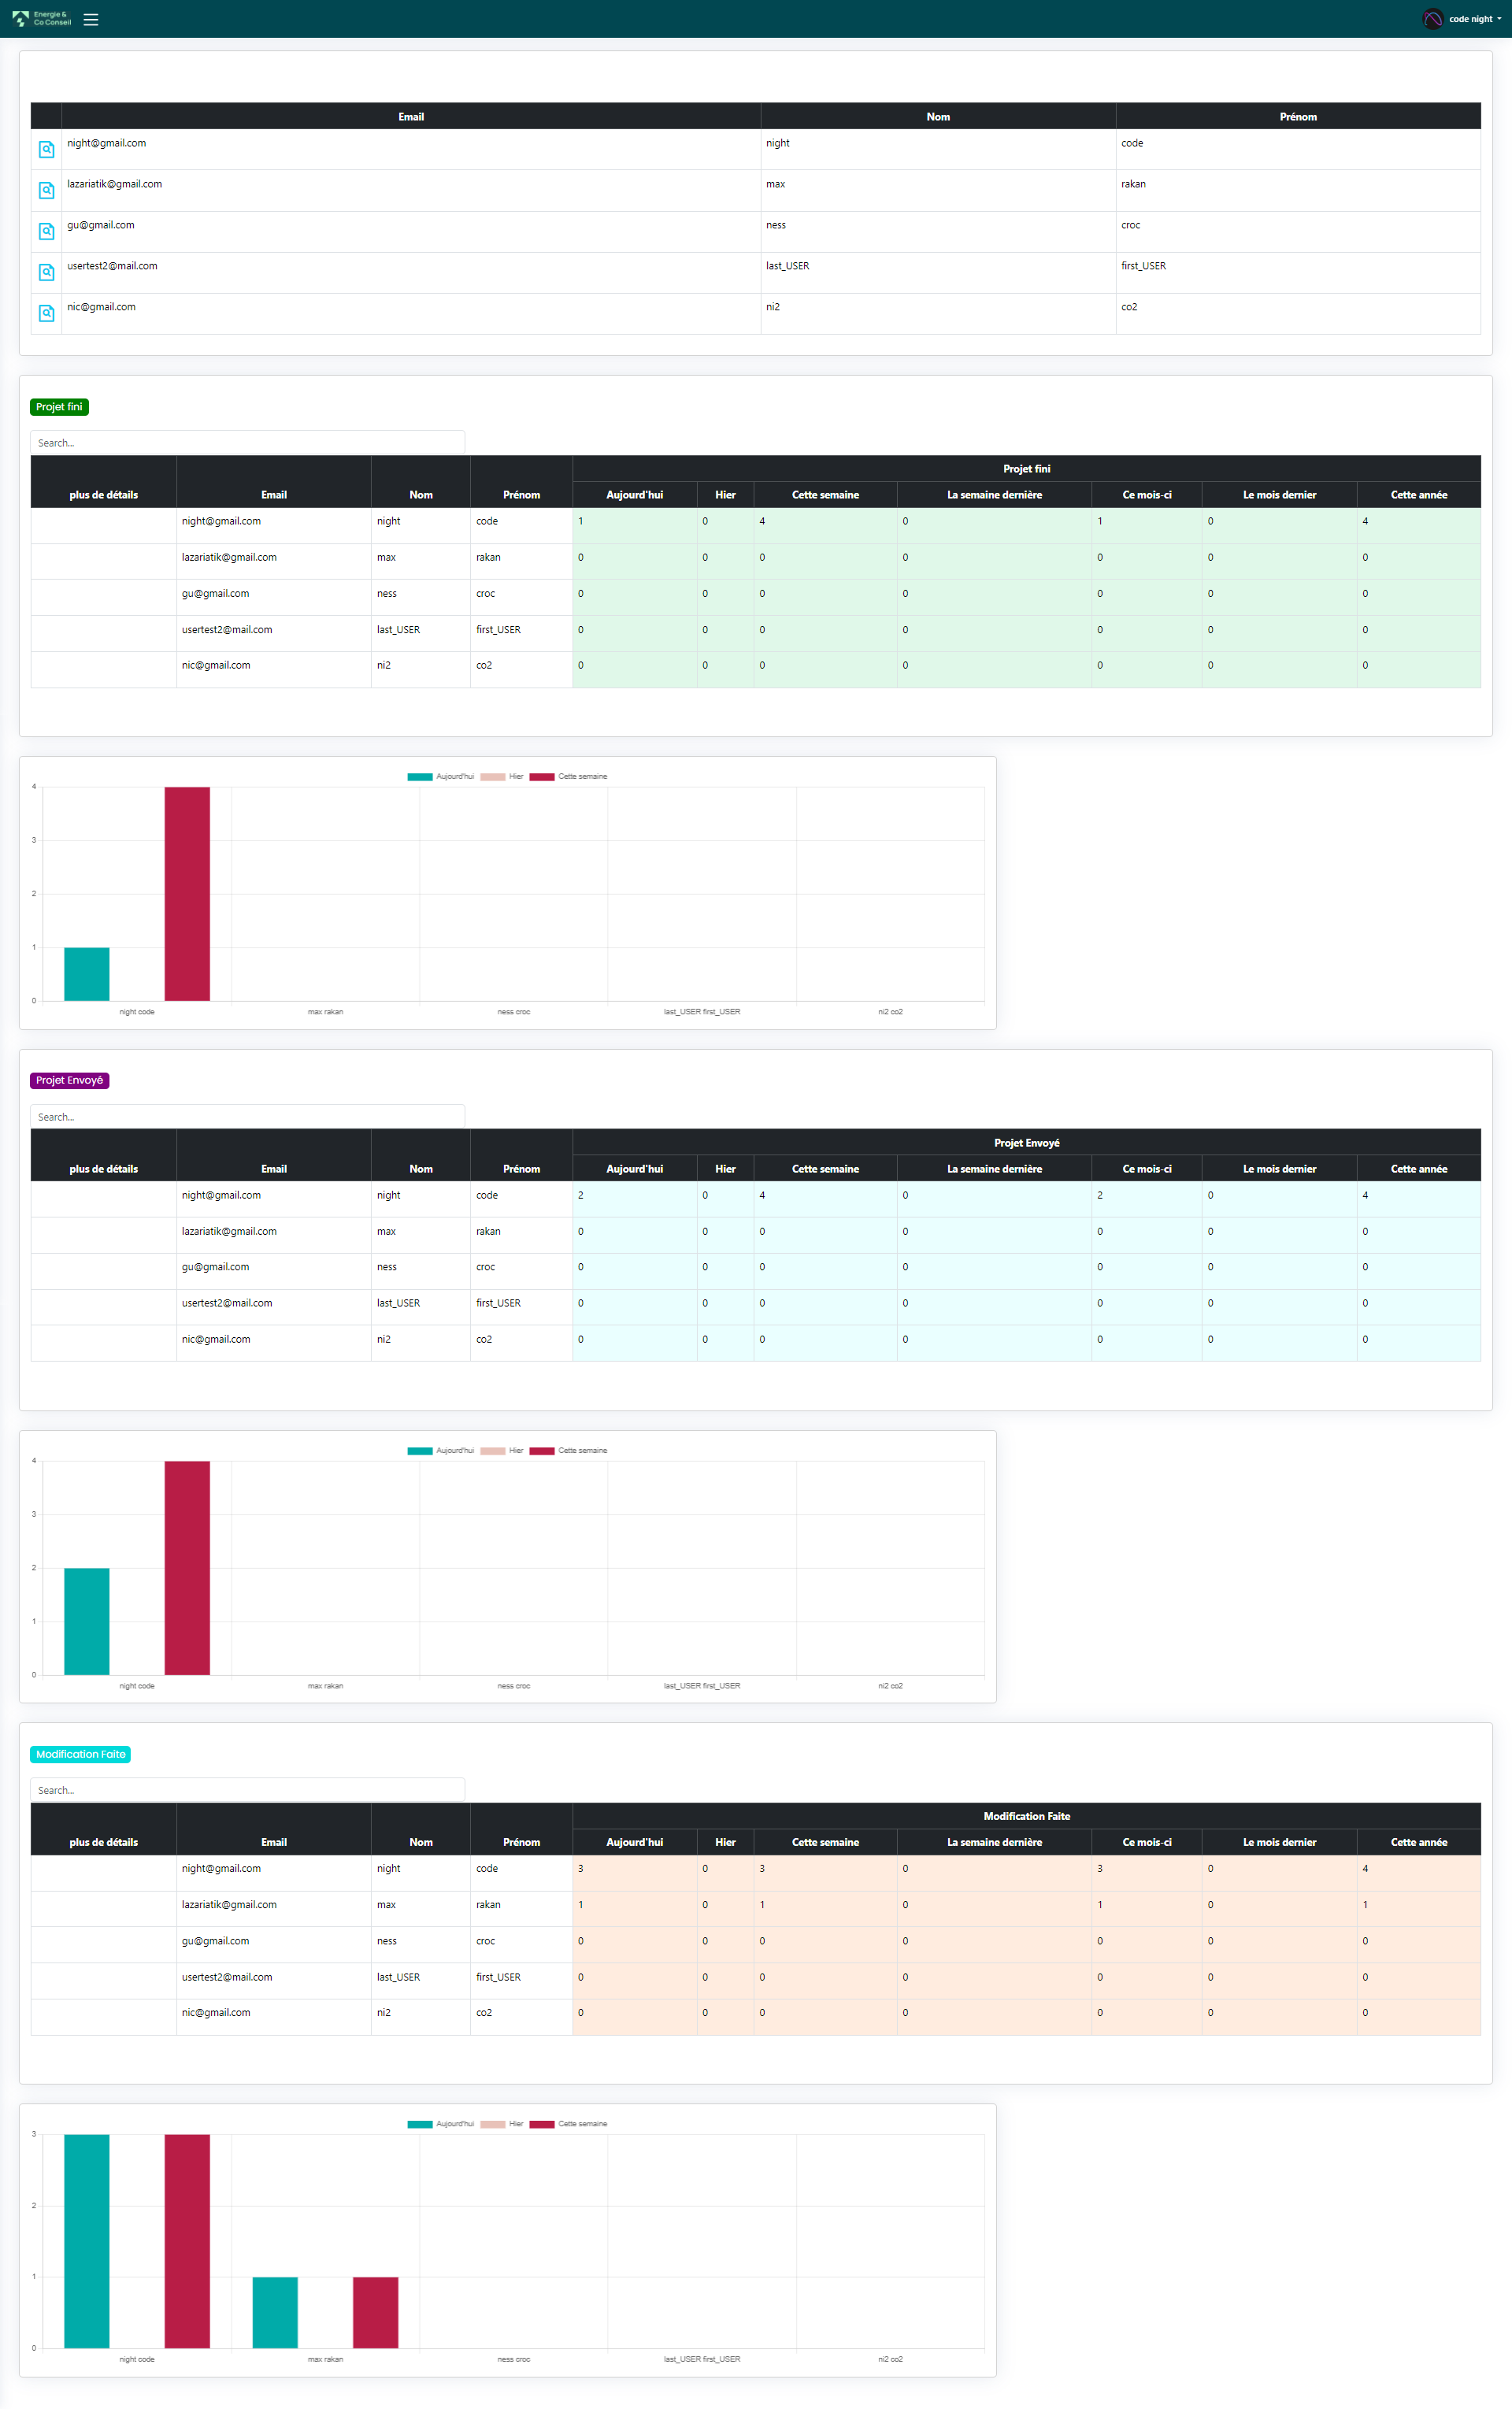 Energie &
Co Conseil
code night
Email Nom Prénom
night@gmail.com night code
lazariatik@gmail.com max rakan
gu@gmail.com ness croc
usertest2@mail.com last_USER first_USER
nic@gmail.com ni2 co2
Projet fini
Search...
Projet fini
plus de détails Email Nom Prénom Aujourd'hui Hier Cette semaine La semaine dernière Ce mois-ci Le mois dernier Cette année
night@gmail.com night code 1 0 4 0 1 0 4
lazariatik@gmail.com max rakan 0 0 0 0 0 0 0
gu@gmail.com ness croc 0 0 0 0 0 0 0
usertest2@mail.com last_USER first_USER 0 0 0 0 0 0 0
nic@gmail.com ni2 co2 0 0 0 0 0 0 0
Aujourd'hui Hier Cette semaine
4
3
2
1
0
night code max rakan ness croc last_USER first_USER ni2 co2
Projet Envoyé
Search...
Projet Envoyé
plus de détails Email Nom Prénom Aujourd'hui Hier Cette semaine La semaine dernière Ce mois-ci Le mois dernier Cette année
night@gmail.com night code 2 0 4 0 2 0 4
lazariatik@gmail.com max rakan 0 0 0 0 0 0 0
gu@gmail.com ness croc 0 0 0 0 0 0 0
usertest2@mail.com last_USER first_USER 0 0 0 0 0 0 0
nic@gmail.com ni2 co2 0 0 0 0 0 0 0
Aujourd'hui Hier Cette semaine
4
3
2
1
0
night code max rakan ness croc last_USER first_USER ni2 co2
Modification Faite
Search...
Modification Faite
plus de détails Email Nom Prénom Aujourd'hui Hier Cette semaine La semaine dernière Ce mois-ci Le mois dernier Cette année
night@gmail.com night code 3 0 3 0 3 0 4
lazariatik@gmail.com max rakan 1 0 1 0 1 0 1
gu@gmail.com ness croc 0 0 0 0 0 0 0
usertest2@mail.com last_USER first_USER 0 0 0 0 0 0 0
nic@gmail.com ni2 co2 0 0 0 0 0 0 0
Aujourd'hui Hier Cette semaine
3
2
1
0
night code max rakan ness croc last_USER first_USER ni2 co2